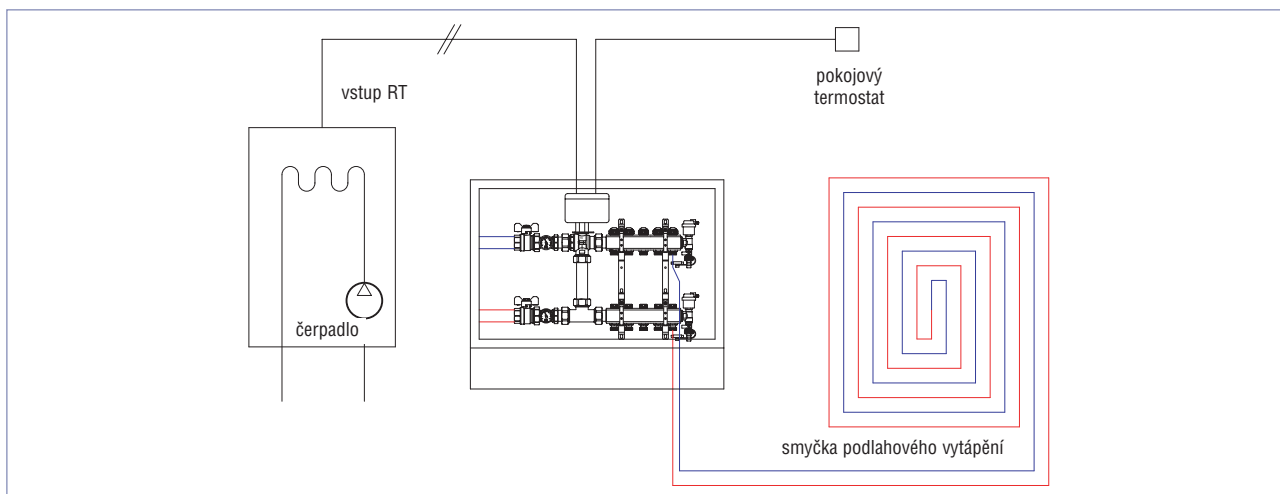 vstup RT
pokojový
termostat
čerpadlo
smyčka podlahového vytápění